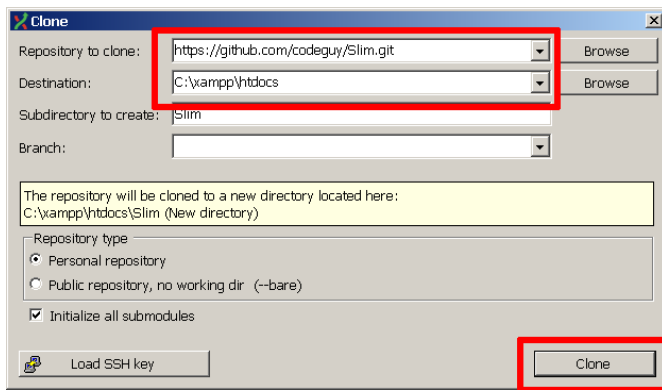 Clone
Repository to clone: https://github.com/codeguy/Slim.git Browse
Destination: C:\xampp\htdocs Browse
Subdirectory to create: Slim
Branch:
The repository will be cloned to a new directory located here:
C:\xampp\htdocs\Slim (New directory)
Repository type
Personal repository
Public repository, no working dir (--bare)
Initialize all submodules
Load SSH key Clone